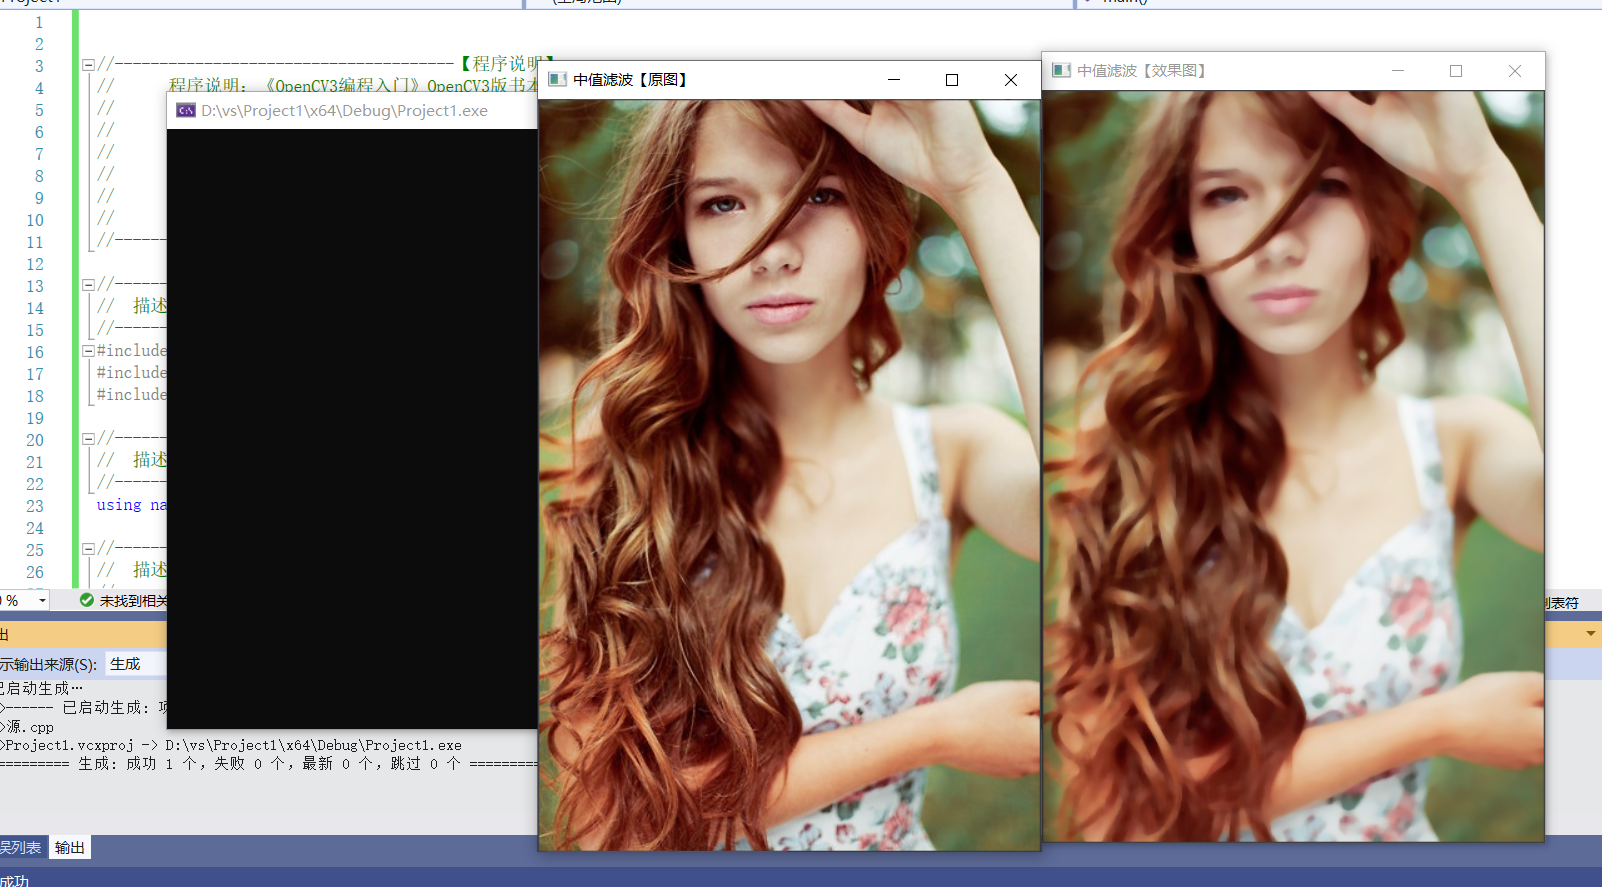 main()
1
2
3 //--------------------------------------【程序说明】
4 // 程序说明：《OpenCV3编程入门》OpenCV3版书本
5 //
6 //
7 //
8 //
9 //
10 //
11 //------
12
13 //------
14 // 描述
15 //------
16 #include
17 #include
18 #include
19
20 //------
21 // 描述
22 //------
23 using na
24
25 //------
26 // 描述
D:\vs\Project1\x64\Debug\Project1.exe
中值滤波【原图】
中值滤波【效果图】
%
未找到相关
制表符
出
示输出来源(S): 生成
已启动生成…
>------ 已启动生成: 项
>源.cpp
>Project1.vcxproj -> D:\vs\Project1\x64\Debug\Project1.exe
========= 生成: 成功 1 个，失败 0 个，最新 0 个，跳过 0 个 =========
误列表 输出
成功